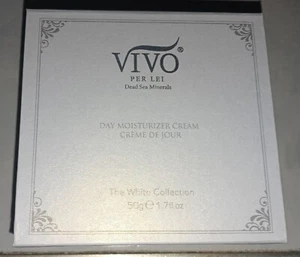 VIVO®
PER LEI
Dead Sea Minerals
DAY MOISTURIZER CREAM
CRÈME DE JOUR
The White Collection
50g℮1.76oz